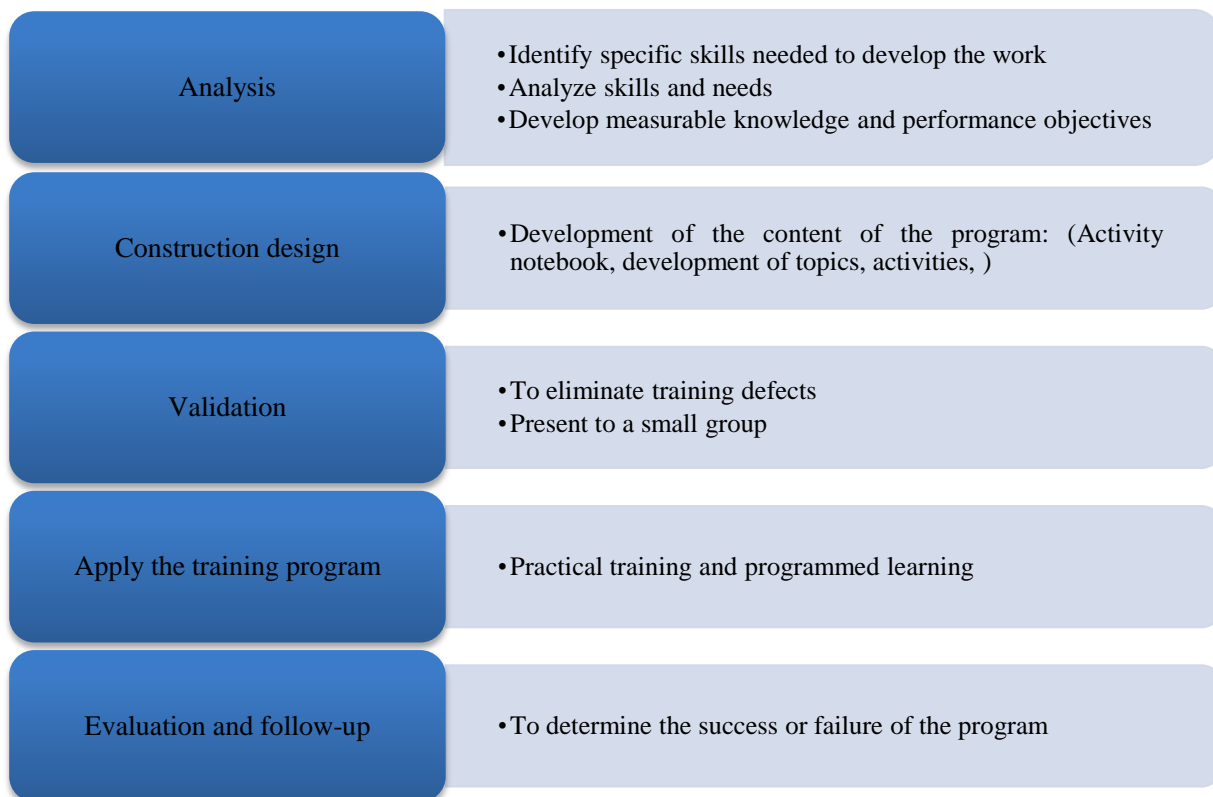 Analysis
•Identify specific skills needed to develop the work
•Analyze skills and needs
•Develop measurable knowledge and performance objectives
Construction design
•Development of the content of the program: (Activity
notebook, development of topics, activities, )
Validation
•To eliminate training defects
•Present to a small group
Apply the training program
•Practical training and programmed learning
Evaluation and follow-up
•To determine the success or failure of the program